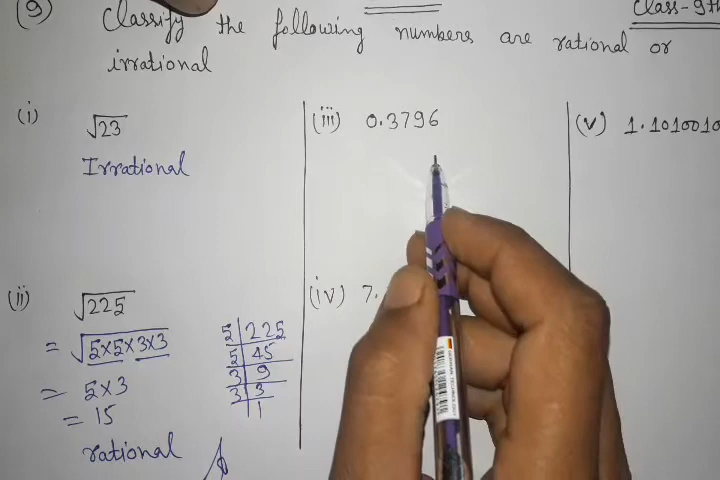 (9) Classify the following numbers are rational or Class-9th
irrational
(i) √23
Irrational
(ii) √225
= √5×5×3×3
= 5×3
= 15
rational
5 | 225
5 | 45
3 | 9
3 | 3
1
(iii) 0.3796
(iv) 7.
(v) 1.1010010
GERMAN TECHNOLOGY